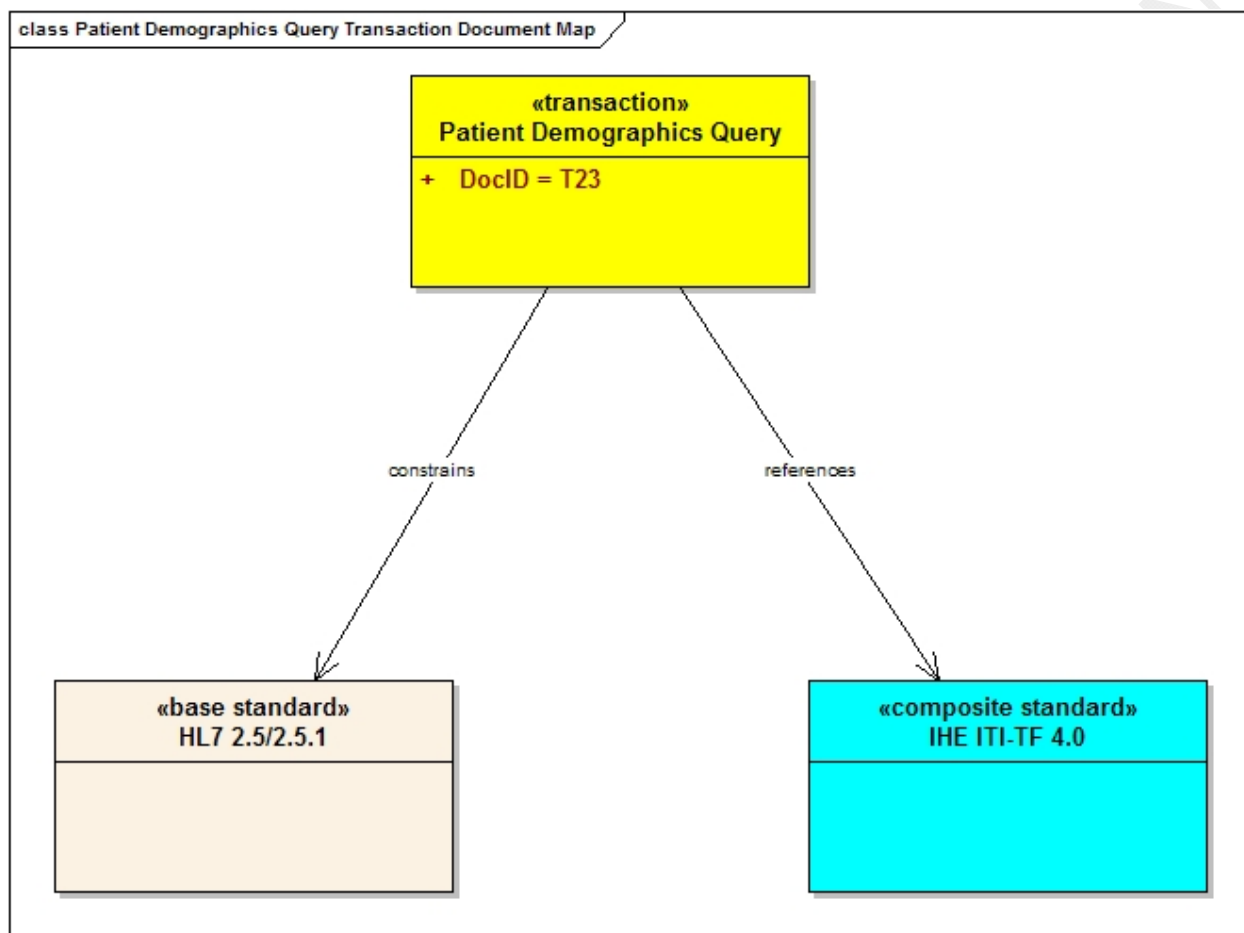 class Patient Demographics Query Transaction Document Map
«transaction»
Patient Demographics Query
+ DocID = T23
constrains
references
«base standard»
HL7 2.5/2.5.1
«composite standard»
IHE ITI-TF 4.0